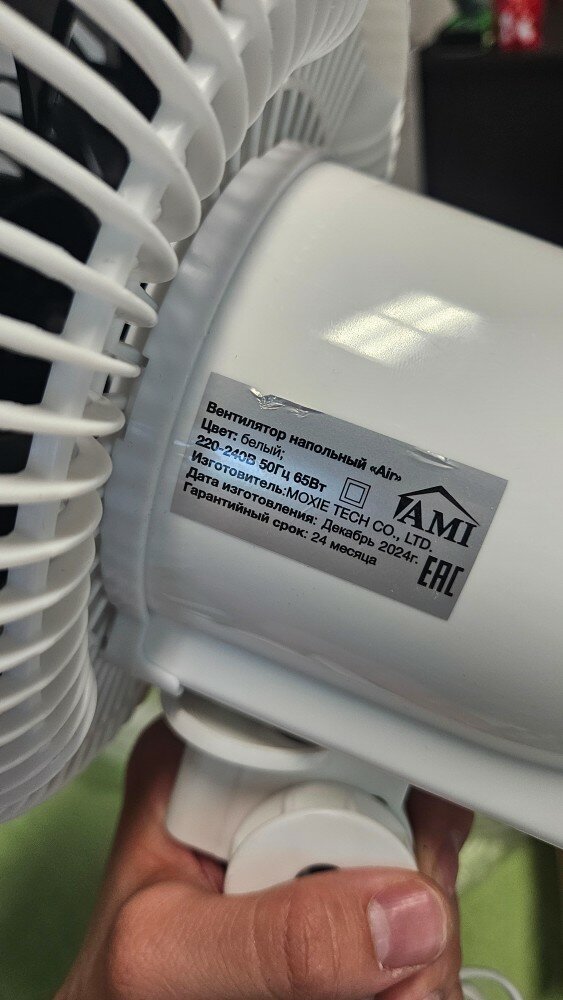 Вентилятор напольный «Air»
Цвет: белый;
220-240В 50Гц 65Вт
Изготовитель:MOXIE TECH CO., LTD.
Дата изготовления: Декабрь 2024г.
Гарантийный срок: 24 месяца
AMI
EAC